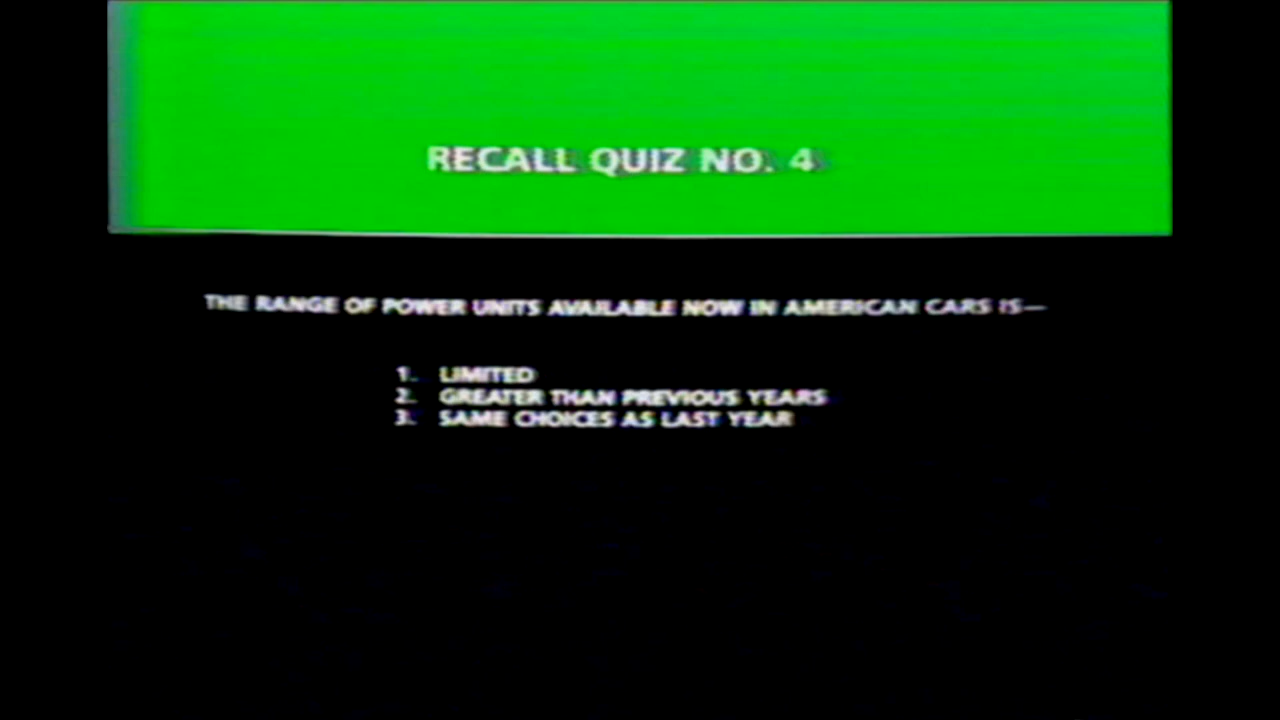 RECALL QUIZ NO. 4
THE RANGE OF POWER UNITS AVAILABLE NOW IN AMERICAN CARS IS—
1. LIMITED
2. GREATER THAN PREVIOUS YEARS
3. SAME CHOICES AS LAST YEAR